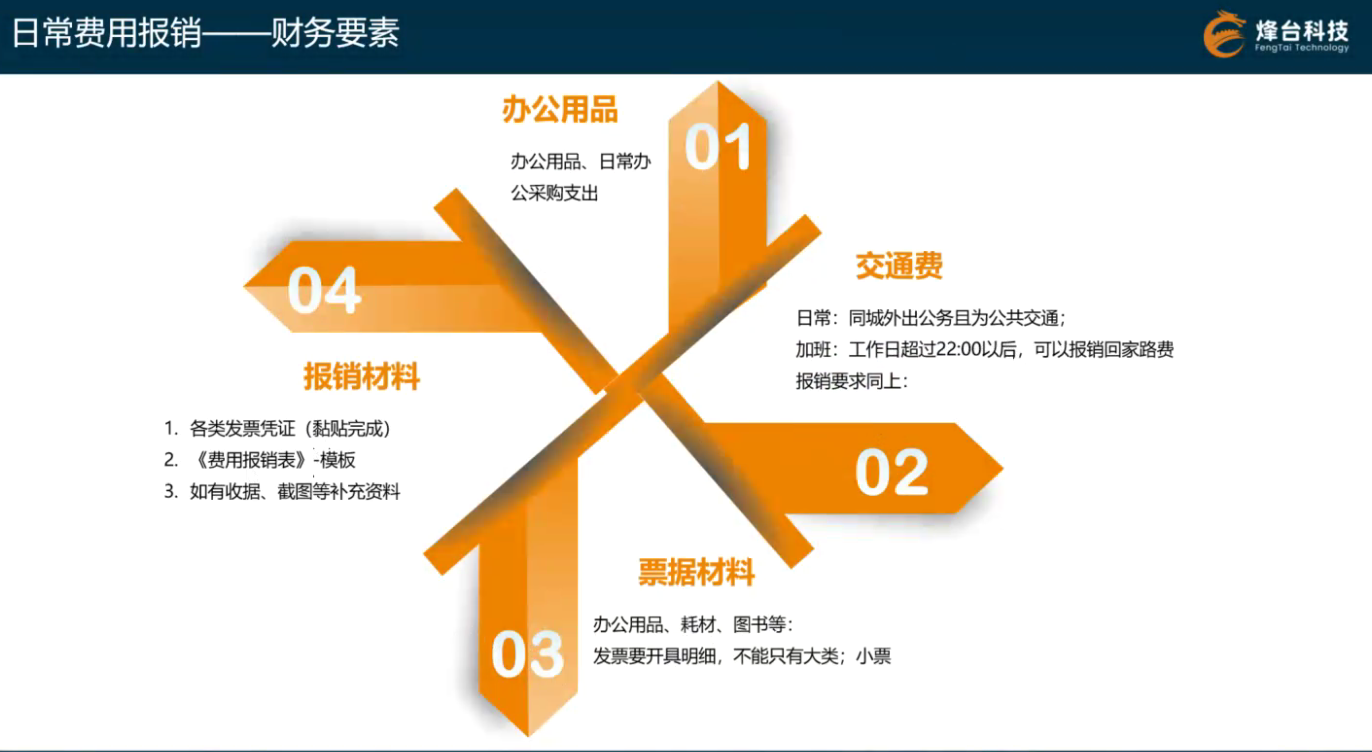 日常费用报销——财务要素
烽台科技
FengTai Technology
办公用品
01
办公用品、日常办
公采购支出
交通费
日常：同城外出公务且为公共交通；
加班：工作日超过22:00以后，可以报销回家路费
报销要求同上：
02
04
报销材料
1. 各类发票凭证（黏贴完成）
2. 《费用报销表》-模板
3. 如有收据、截图等补充资料
票据材料
03
办公用品、耗材、图书等：
发票要开具明细，不能只有大类；小票